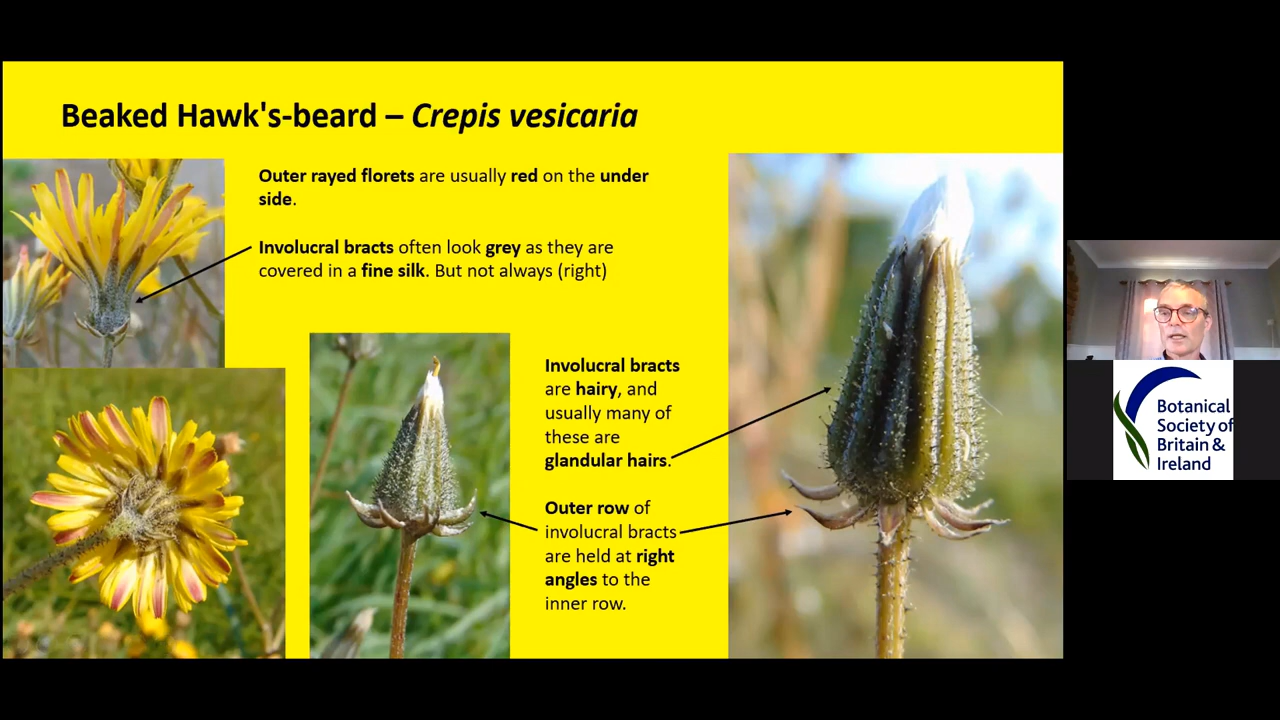 Beaked Hawk's-beard – Crepis vesicaria
Outer rayed florets are usually red on the under
side.
Involucral bracts often look grey as they are
covered in a fine silk. But not always (right)
Involucral bracts
are hairy, and
usually many of
these are
glandular hairs.
Outer row of
involucral bracts
are held at right
angles to the
inner row.
Botanical
Society of
Britain &
Ireland